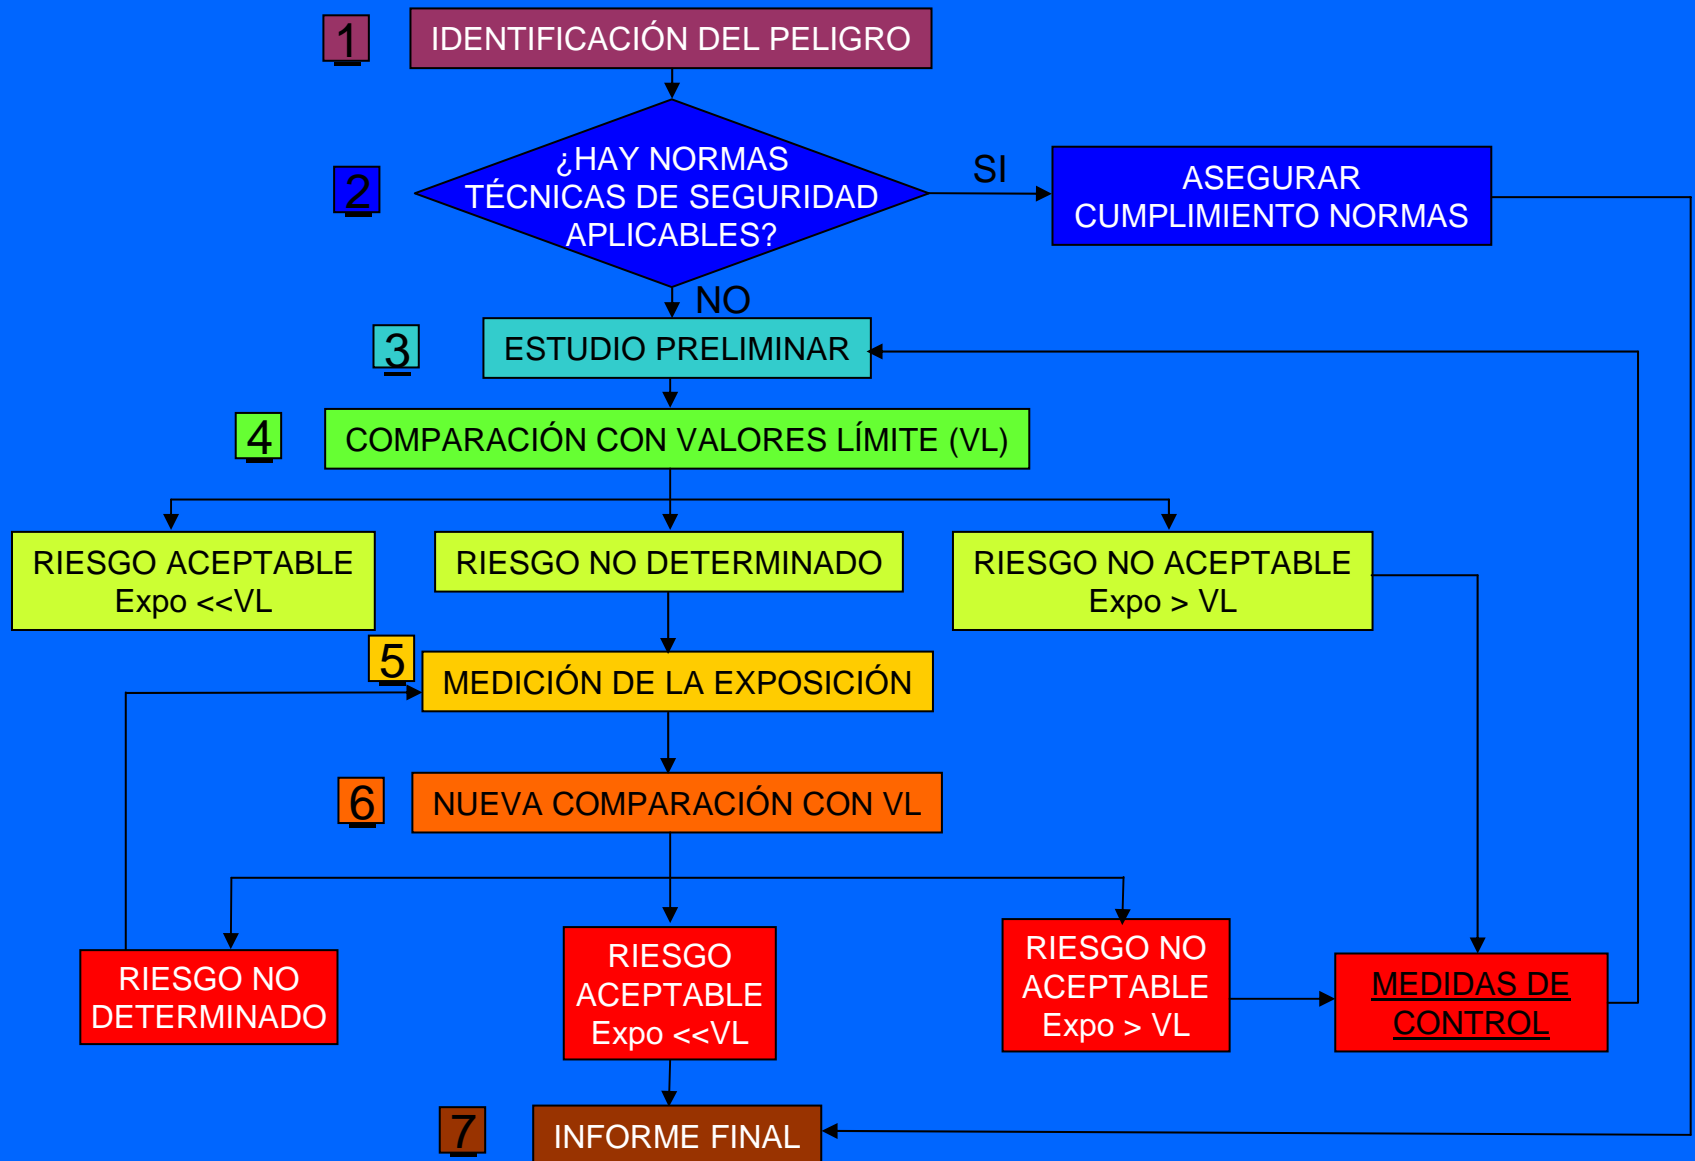 1
IDENTIFICACIÓN DEL PELIGRO
2
¿HAY NORMAS
TÉCNICAS DE SEGURIDAD
APLICABLES?
SI
ASEGURAR
CUMPLIMIENTO NORMAS
NO
3
ESTUDIO PRELIMINAR
4
COMPARACIÓN CON VALORES LÍMITE (VL)
RIESGO ACEPTABLE
Expo <<VL
RIESGO NO DETERMINADO
RIESGO NO ACEPTABLE
Expo > VL
5
MEDICIÓN DE LA EXPOSICIÓN
6
NUEVA COMPARACIÓN CON VL
RIESGO NO
DETERMINADO
RIESGO
ACEPTABLE
Expo <<VL
RIESGO NO
ACEPTABLE
Expo > VL
MEDIDAS DE
CONTROL
7
INFORME FINAL